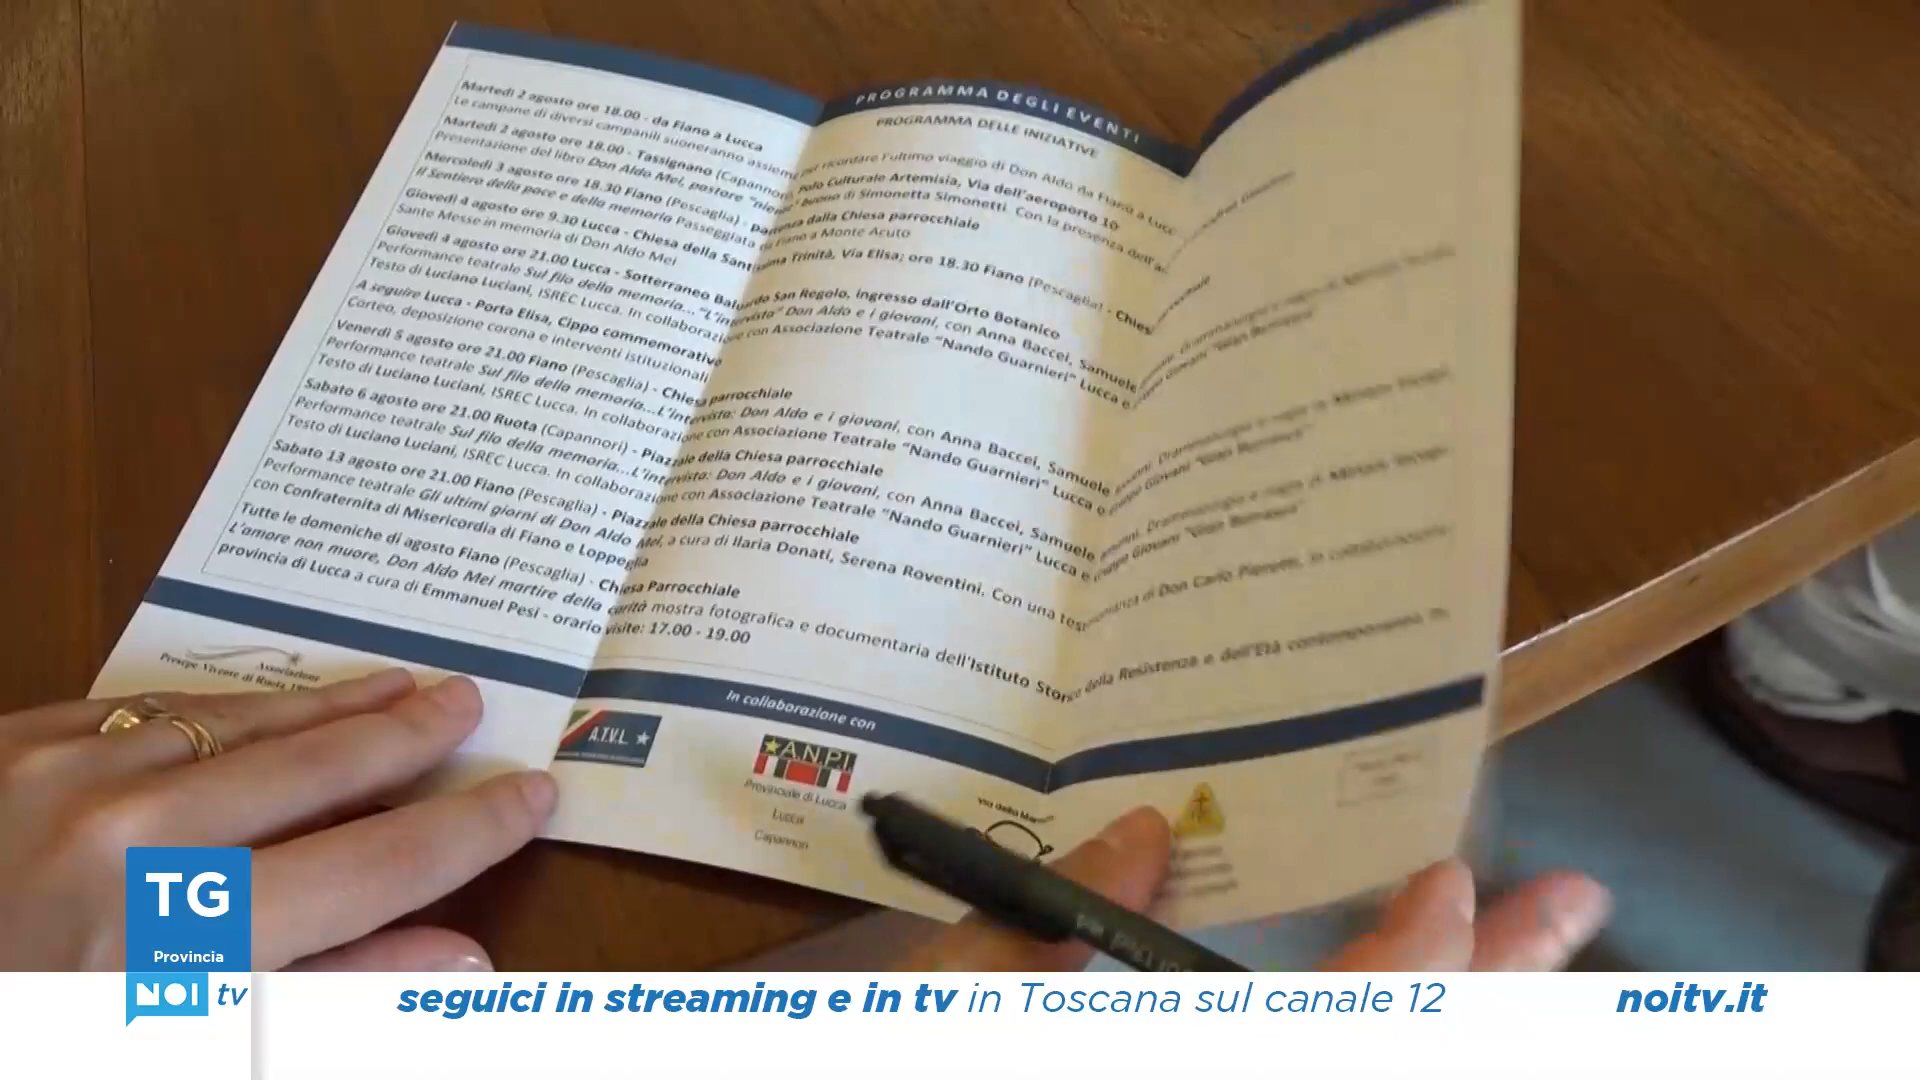 PROGRAMMA DEGLI EVENTI
PROGRAMMA DELLE INIZIATIVE
Martedì 2 agosto ore 18.00 - da Fiano a Lucca
Le campane di diversi campanili suoneranno assieme per ricordare l'ultimo viaggio di Don Aldo da Fiano a Lucca
Martedì 2 agosto ore 18.00 - Tassignano (Capannori) Polo Culturale Artemisia, Via dell'aeroporto 10
Presentazione del libro Don Aldo Mei, pastore "niente" buono di Simonetta Simonetti. Con la presenza dell'
Mercoledì 3 agosto ore 18.30 Fiano (Pescaglia) - partenza dalla Chiesa parrocchiale
Il Sentiero della pace e della memoria Passeggiata da Fiano a Monte Acuto
Giovedì 4 agosto ore 9.30 Lucca - Chiesa della Santissima Trinità, Via Elisa; ore 18.30 Fiano (Pescaglia) - Chiesa parrocchiale
Sante Messe in memoria di Don Aldo Mei
Giovedì 4 agosto ore 21.00 Lucca - Sotterraneo Baluardo San Regolo, ingresso dall'Orto Botanico
Performance teatrale Sul filo della memoria... "L'intervista" Don Aldo e i giovani, con Anna Baccei, Samuele
Testo di Luciano Luciani, ISREC Lucca. In collaborazione con Associazione Teatrale "Nando Guarnieri" Lucca e
A seguire Lucca - Porta Elisa, Cippo commemorativo
Corteo, deposizione corona e interventi istituzionali
Venerdì 5 agosto ore 21.00 Fiano (Pescaglia) - Chiesa parrocchiale
Performance teatrale Sul filo della memoria...L'intervista: Don Aldo e i giovani, con Anna Baccei, Samuele
Testo di Luciano Luciani, ISREC Lucca. In collaborazione con Associazione Teatrale "Nando Guarnieri" Lucca e
Sabato 6 agosto ore 21.00 Ruota (Capannori) - Piazzale della Chiesa parrocchiale
Performance teatrale Sul filo della memoria...L'intervista: Don Aldo e i giovani, con Anna Baccei, Samuele
Testo di Luciano Luciani, ISREC Lucca. In collaborazione con Associazione Teatrale "Nando Guarnieri" Lucca e
Sabato 13 agosto ore 21.00 Fiano (Pescaglia) - Piazzale della Chiesa parrocchiale
Performance teatrale Gli ultimi giorni di Don Aldo Mei, a cura di Ilaria Donati, Serena Roventini. Con una testimonianza di Don Carlo
con Confraternita di Misericordia di Fiano e Loppeglia
Tutte le domeniche di agosto Fiano (Pescaglia) - Chiesa Parrocchiale
L'amore non muore, Don Aldo Mei martire della carità mostra fotografica e documentaria dell'Istituto Storico della Resistenza e dell'Età
provincia di Lucca a cura di Emmanuel Pesi - orario visite: 17.00 - 19.00
In collaborazione con
Associazione
Presepe Vivente di Ruota
A.T.V.L.
A.N.P.I.
Provinciale di Lucca
Lucca
Capannori
TG
Provincia
NOI tv
seguici in streaming e in tv in Toscana sul canale 12
noitv.it